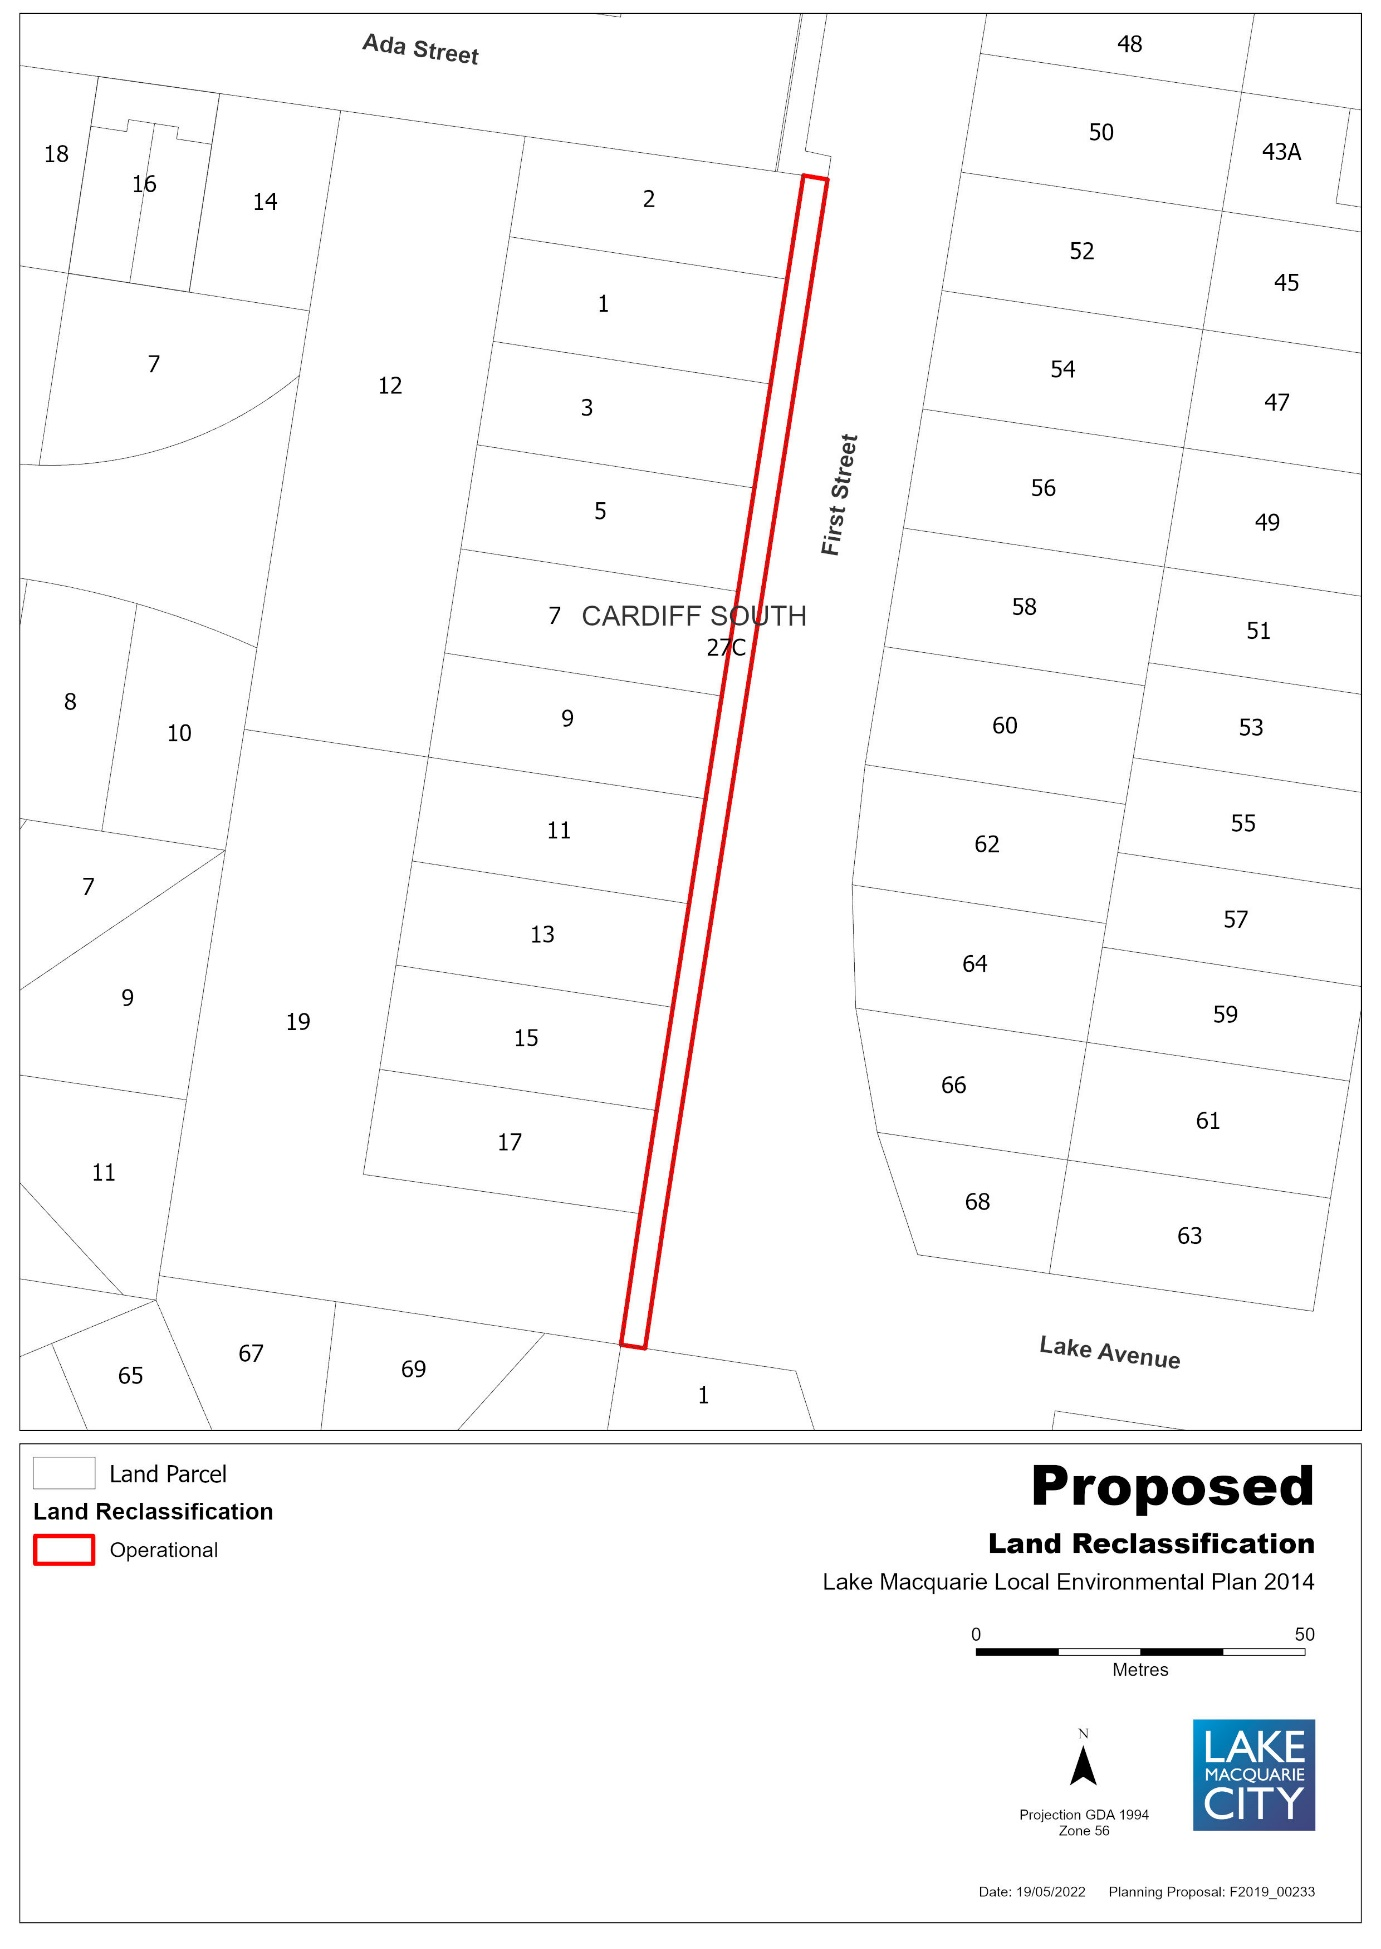 Ada Street
48
50
43A
18
16
14
2
52
45
1
7
12
54
47
3
First Street
56
49
5
58
51
7
CARDIFF SOUTH
27C
8
10
9
60
53
11
62
55
7
13
64
57
9
19
15
66
59
11
17
68
61
63
65
67
69
1
Lake Avenue
Land Parcel
Land Reclassification
Operational
Proposed
Land Reclassification
Lake Macquarie Local Environmental Plan 2014
0 50
Metres
N
Projection GDA 1994
Zone 56
LAKE
MACQUARIE
CITY
Date: 19/05/2022 Planning Proposal: F2019_00233